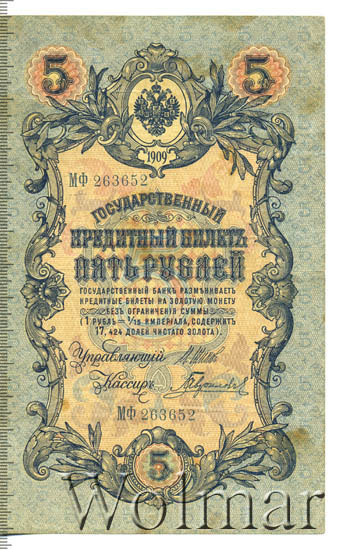 5 5
1909
МФ 263652
ГОСУДАРСТВЕННЫЙ
КРЕДИТНЫЙ БИЛЕТЪ
ПЯТЬ РУБЛЕЙ
ГОСУДАРСТВЕННЫЙ БАНКЪ РАЗМѢНИВАЕТЪ
КРЕДИТНЫЕ БИЛЕТЫ НА ЗОЛОТУЮ МОНЕТУ
БЕЗЪ ОГРАНИЧЕНІЯ СУММЫ
(1 РУБЛЬ = 1/15 ИМПЕРІАЛА, СОДЕРЖИТЪ
17,424 ДОЛЕЙ ЧИСТАГО ЗОЛОТА).
Управляющій
Кассиръ
МФ 263652
5
Wolmar